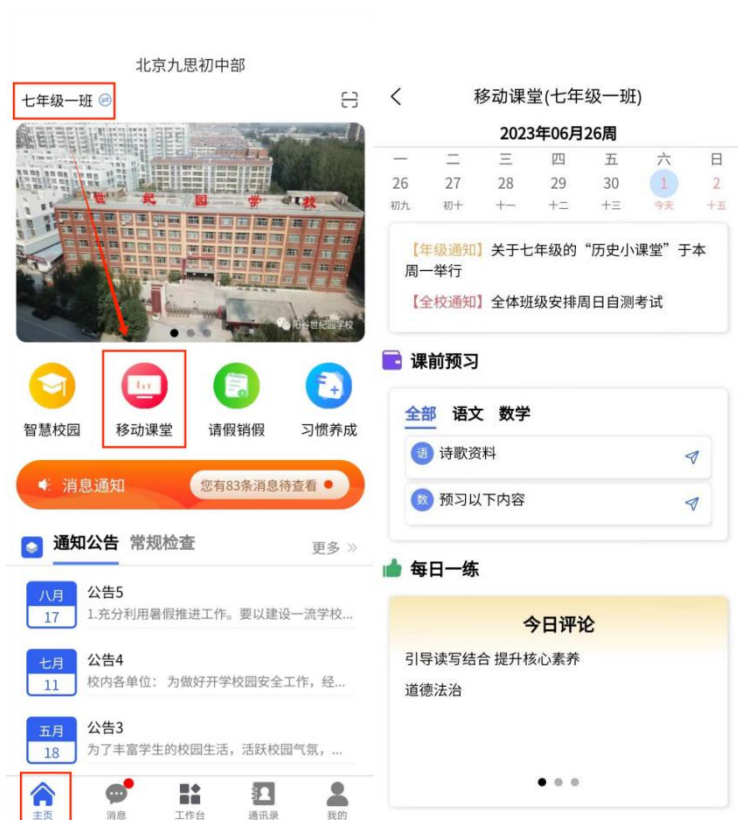 北京九思初中部
七年级一班
世纪园学校
阳谷世纪园学校
智慧校园
移动课堂
请假销假
习惯养成
消息通知
您有83条消息待查看
通知公告 常规检查
更多
八月
17
公告5
1.充分利用暑假推进工作。要以建设一流学校...
七月
11
公告4
校内各单位: 为做好开学校园安全工作，经...
五月
18
公告3
为了丰富学生的校园生活，活跃校园气氛，...
主页 消息 工作台 通讯录 我的
移动课堂(七年级一班)
2023年06月26周
一 二 三 四 五 六 日
26 27 28 29 30 1 2
初九 初十 十一 十二 十三 今天 十五
【年级通知】关于七年级的“历史小课堂”于本
周一举行
【全校通知】全体班级安排周日自测考试
课前预习
全部 语文 数学
语 诗歌资料
数 预习以下内容
每日一练
今日评论
引导读写结合 提升核心素养
道德法治